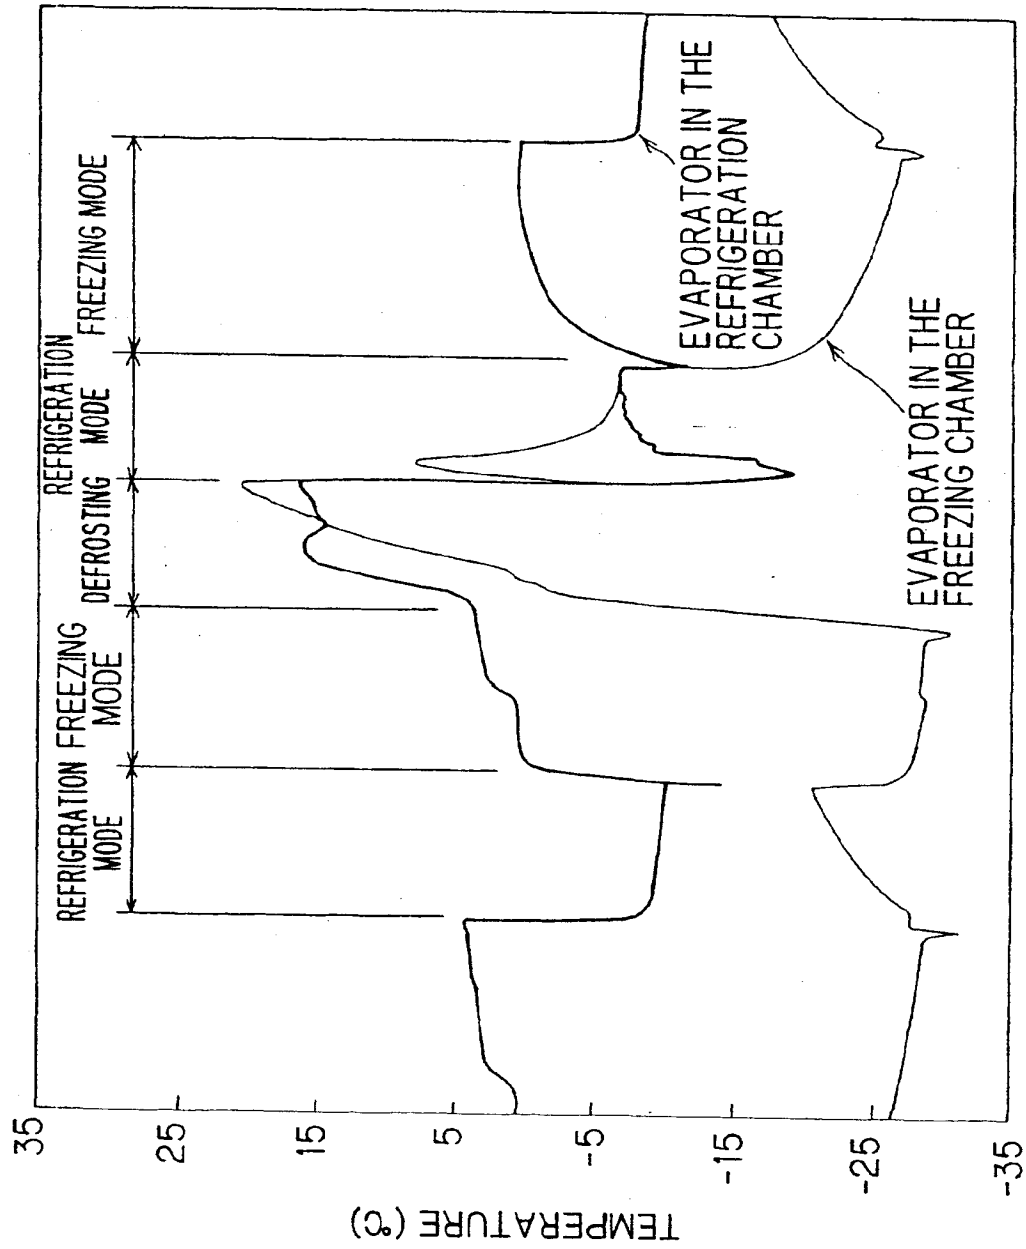 REFRIGERATION
MODE
FREEZING
MODE
DEFROSTING
REFRIGERATION
MODE
FREEZING MODE
EVAPORATOR IN THE
REFRIGERATION
CHAMBER
EVAPORATOR IN THE
FREEZING CHAMBER
35
25
15
5
-5
-15
-25
-35
TEMPERATURE (°C)